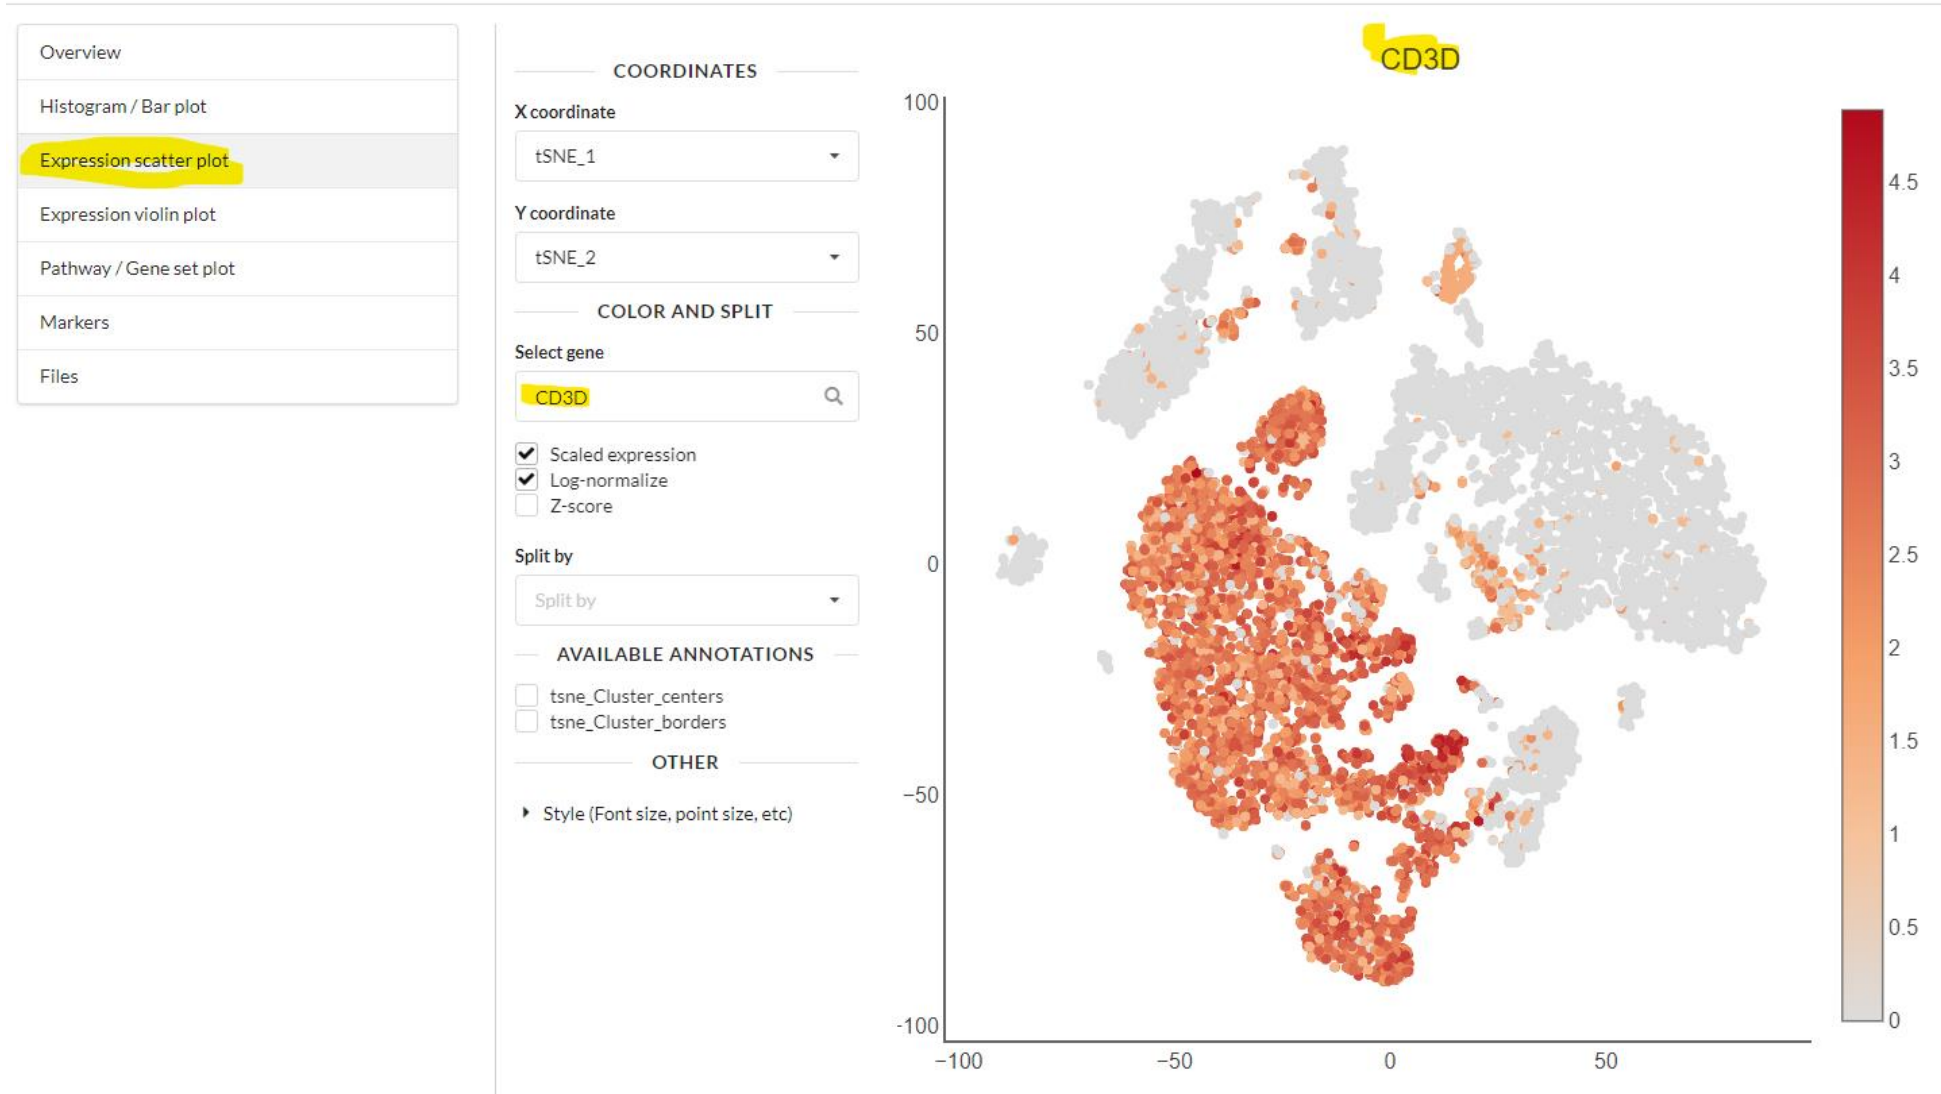 Overview
Histogram / Bar plot
Expression scatter plot
Expression violin plot
Pathway / Gene set plot
Markers
Files
COORDINATES
X coordinate
tSNE_1
Y coordinate
tSNE_2
COLOR AND SPLIT
Select gene
CD3D
Scaled expression
Log-normalize
Z-score
Split by
Split by
AVAILABLE ANNOTATIONS
tsne_Cluster_centers
tsne_Cluster_borders
OTHER
Style (Font size, point size, etc)
CD3D
100
50
0
−50
-100
−100
−50
0
50
4.5
4
3.5
3
2.5
2
1.5
1
0.5
0